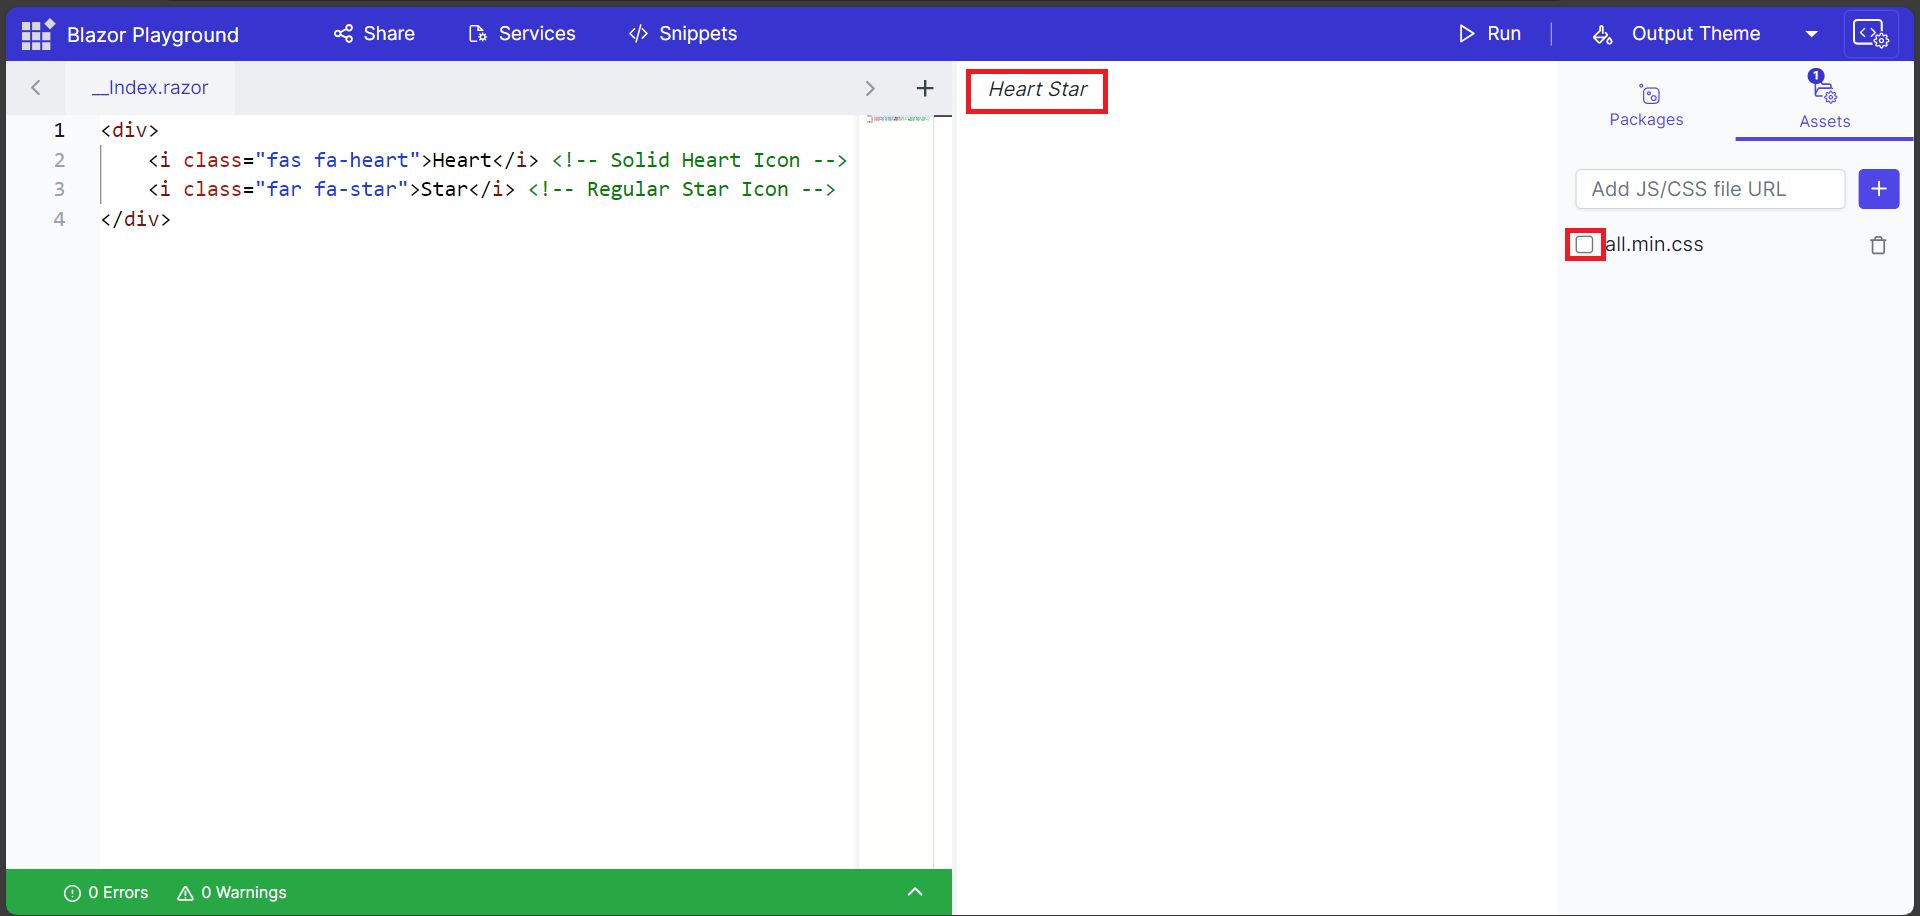 Blazor Playground
Share
Services
Snippets
Run
Output Theme
__Index.razor
1 <div>
2 <i class="fas fa-heart">Heart</i> <!-- Solid Heart Icon -->
3 <i class="far fa-star">Star</i> <!-- Regular Star Icon -->
4 </div>
0 Errors
0 Warnings
Heart Star
Packages
1
Assets
Add JS/CSS file URL
all.min.css